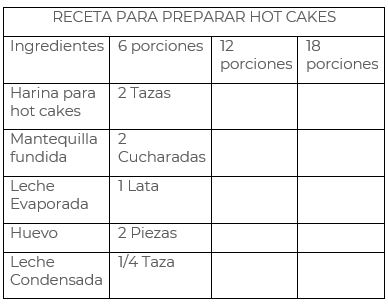 RECETA PARA PREPARAR HOT CAKES
Ingredientes 6 porciones 12 porciones 18 porciones
Harina para hot cakes 2 Tazas
Mantequilla fundida 2 Cucharadas
Leche Evaporada 1 Lata
Huevo 2 Piezas
Leche Condensada 1/4 Taza